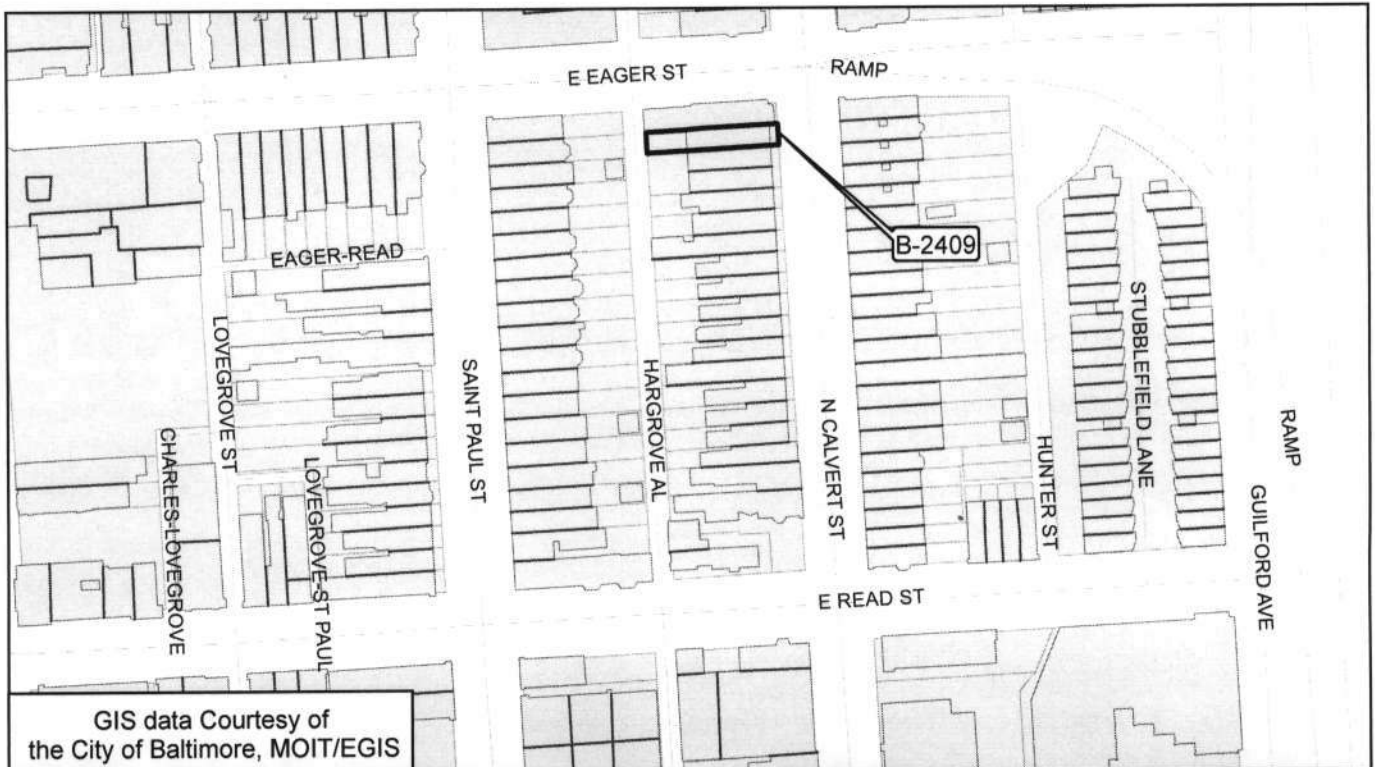 E EAGER ST
RAMP
B-2409
EAGER-READ
LOVEGROVE ST
SAINT PAUL ST
HARGROVE AL
N CALVERT ST
STUBBLEFIELD LANE
HUNTER ST
RAMP
GUILFORD AVE
CHARLES-LOVEGROVE
LOVEGROVE-ST PAUL
E READ ST
GIS data Courtesy of
the City of Baltimore, MOIT/EGIS